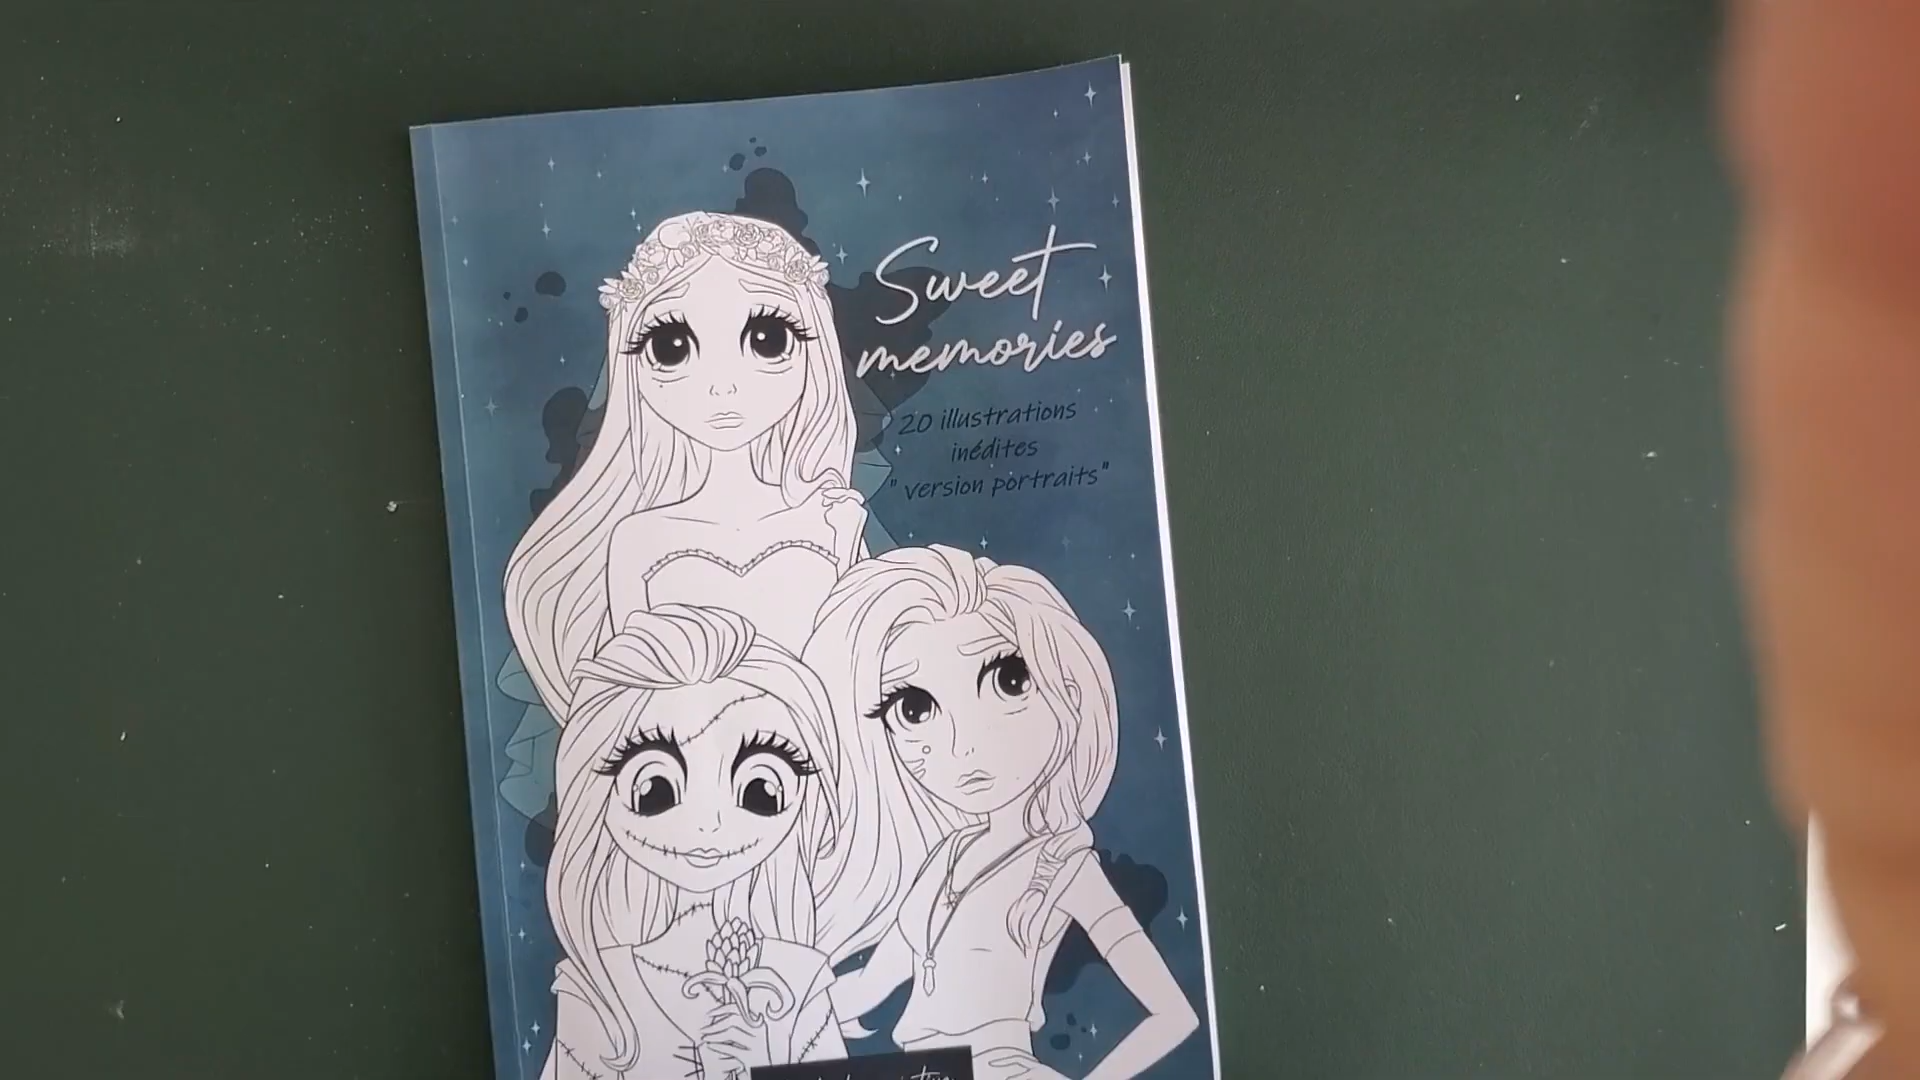 Sweet
memories
20 illustrations
inédites
" version portraits"